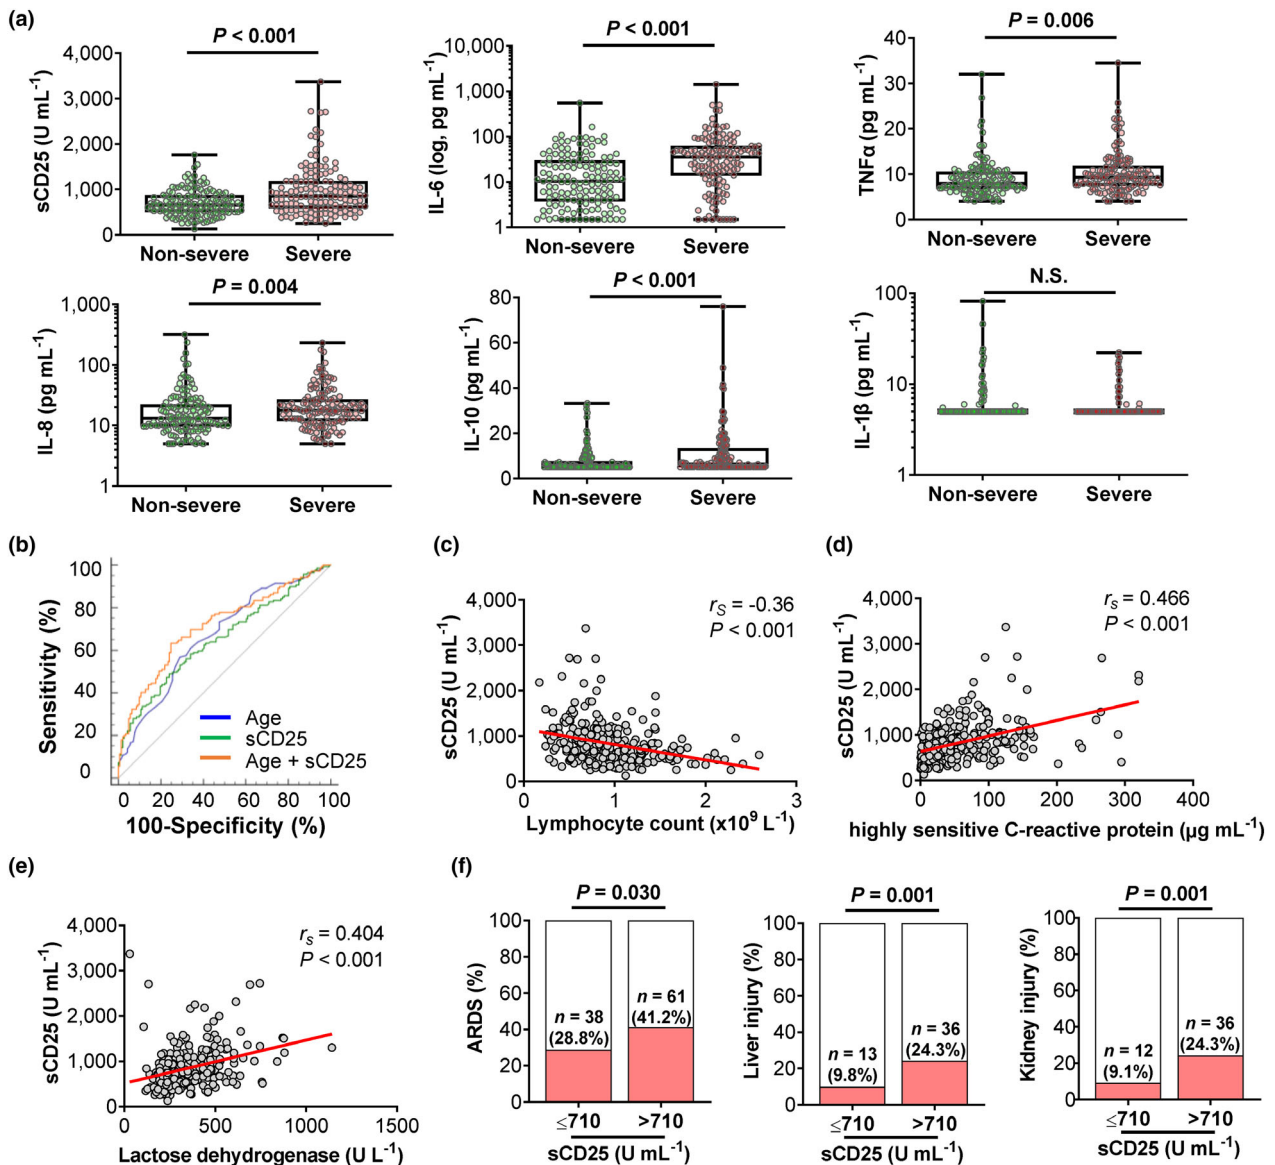 (a)
P < 0.001
sCD25 (U mL⁻¹)
4,000
3,000
2,000
1,000
0
Non-severe
Severe
P < 0.001
IL-6 (log, pg mL⁻¹)
10,000
1,000
100
10
1
Non-severe
Severe
P = 0.006
TNFα (pg mL⁻¹)
40
30
20
10
0
Non-severe
Severe
P = 0.004
IL-8 (pg mL⁻¹)
1,000
100
10
1
Non-severe
Severe
P < 0.001
IL-10 (pg mL⁻¹)
80
60
40
20
0
Non-severe
Severe
N.S.
IL-1β (pg mL⁻¹)
100
10
1
Non-severe
Severe
(b)
Sensitivity (%)
100
80
60
40
20
0
Age
sCD25
Age + sCD25
0
20
40
60
80
100
100-Specificity (%)
(c)
sCD25 (U mL⁻¹)
4,000
3,000
2,000
1,000
0
rS = -0.36
P < 0.001
0
1
2
3
Lymphocyte count (x10⁹ L⁻¹)
(d)
sCD25 (U mL⁻¹)
4,000
3,000
2,000
1,000
0
rs = 0.466
P < 0.001
0
100
200
300
400
highly sensitive C-reactive protein (µg mL⁻¹)
(e)
sCD25 (U mL⁻¹)
4,000
3,000
2,000
1,000
0
rs = 0.404
P < 0.001
0
500
1000
1500
Lactose dehydrogenase (U L⁻¹)
(f)
P = 0.030
ARDS (%)
100
80
60
40
20
0
n = 38
(28.8%)
n = 61
(41.2%)
≤710
>710
sCD25 (U mL⁻¹)
P = 0.001
Liver injury (%)
100
80
60
40
20
0
n = 13
(9.8%)
n = 36
(24.3%)
≤710
>710
sCD25 (U mL⁻¹)
P = 0.001
Kidney injury (%)
100
80
60
40
20
0
n = 12
(9.1%)
n = 36
(24.3%)
≤710
>710
sCD25 (U mL⁻¹)